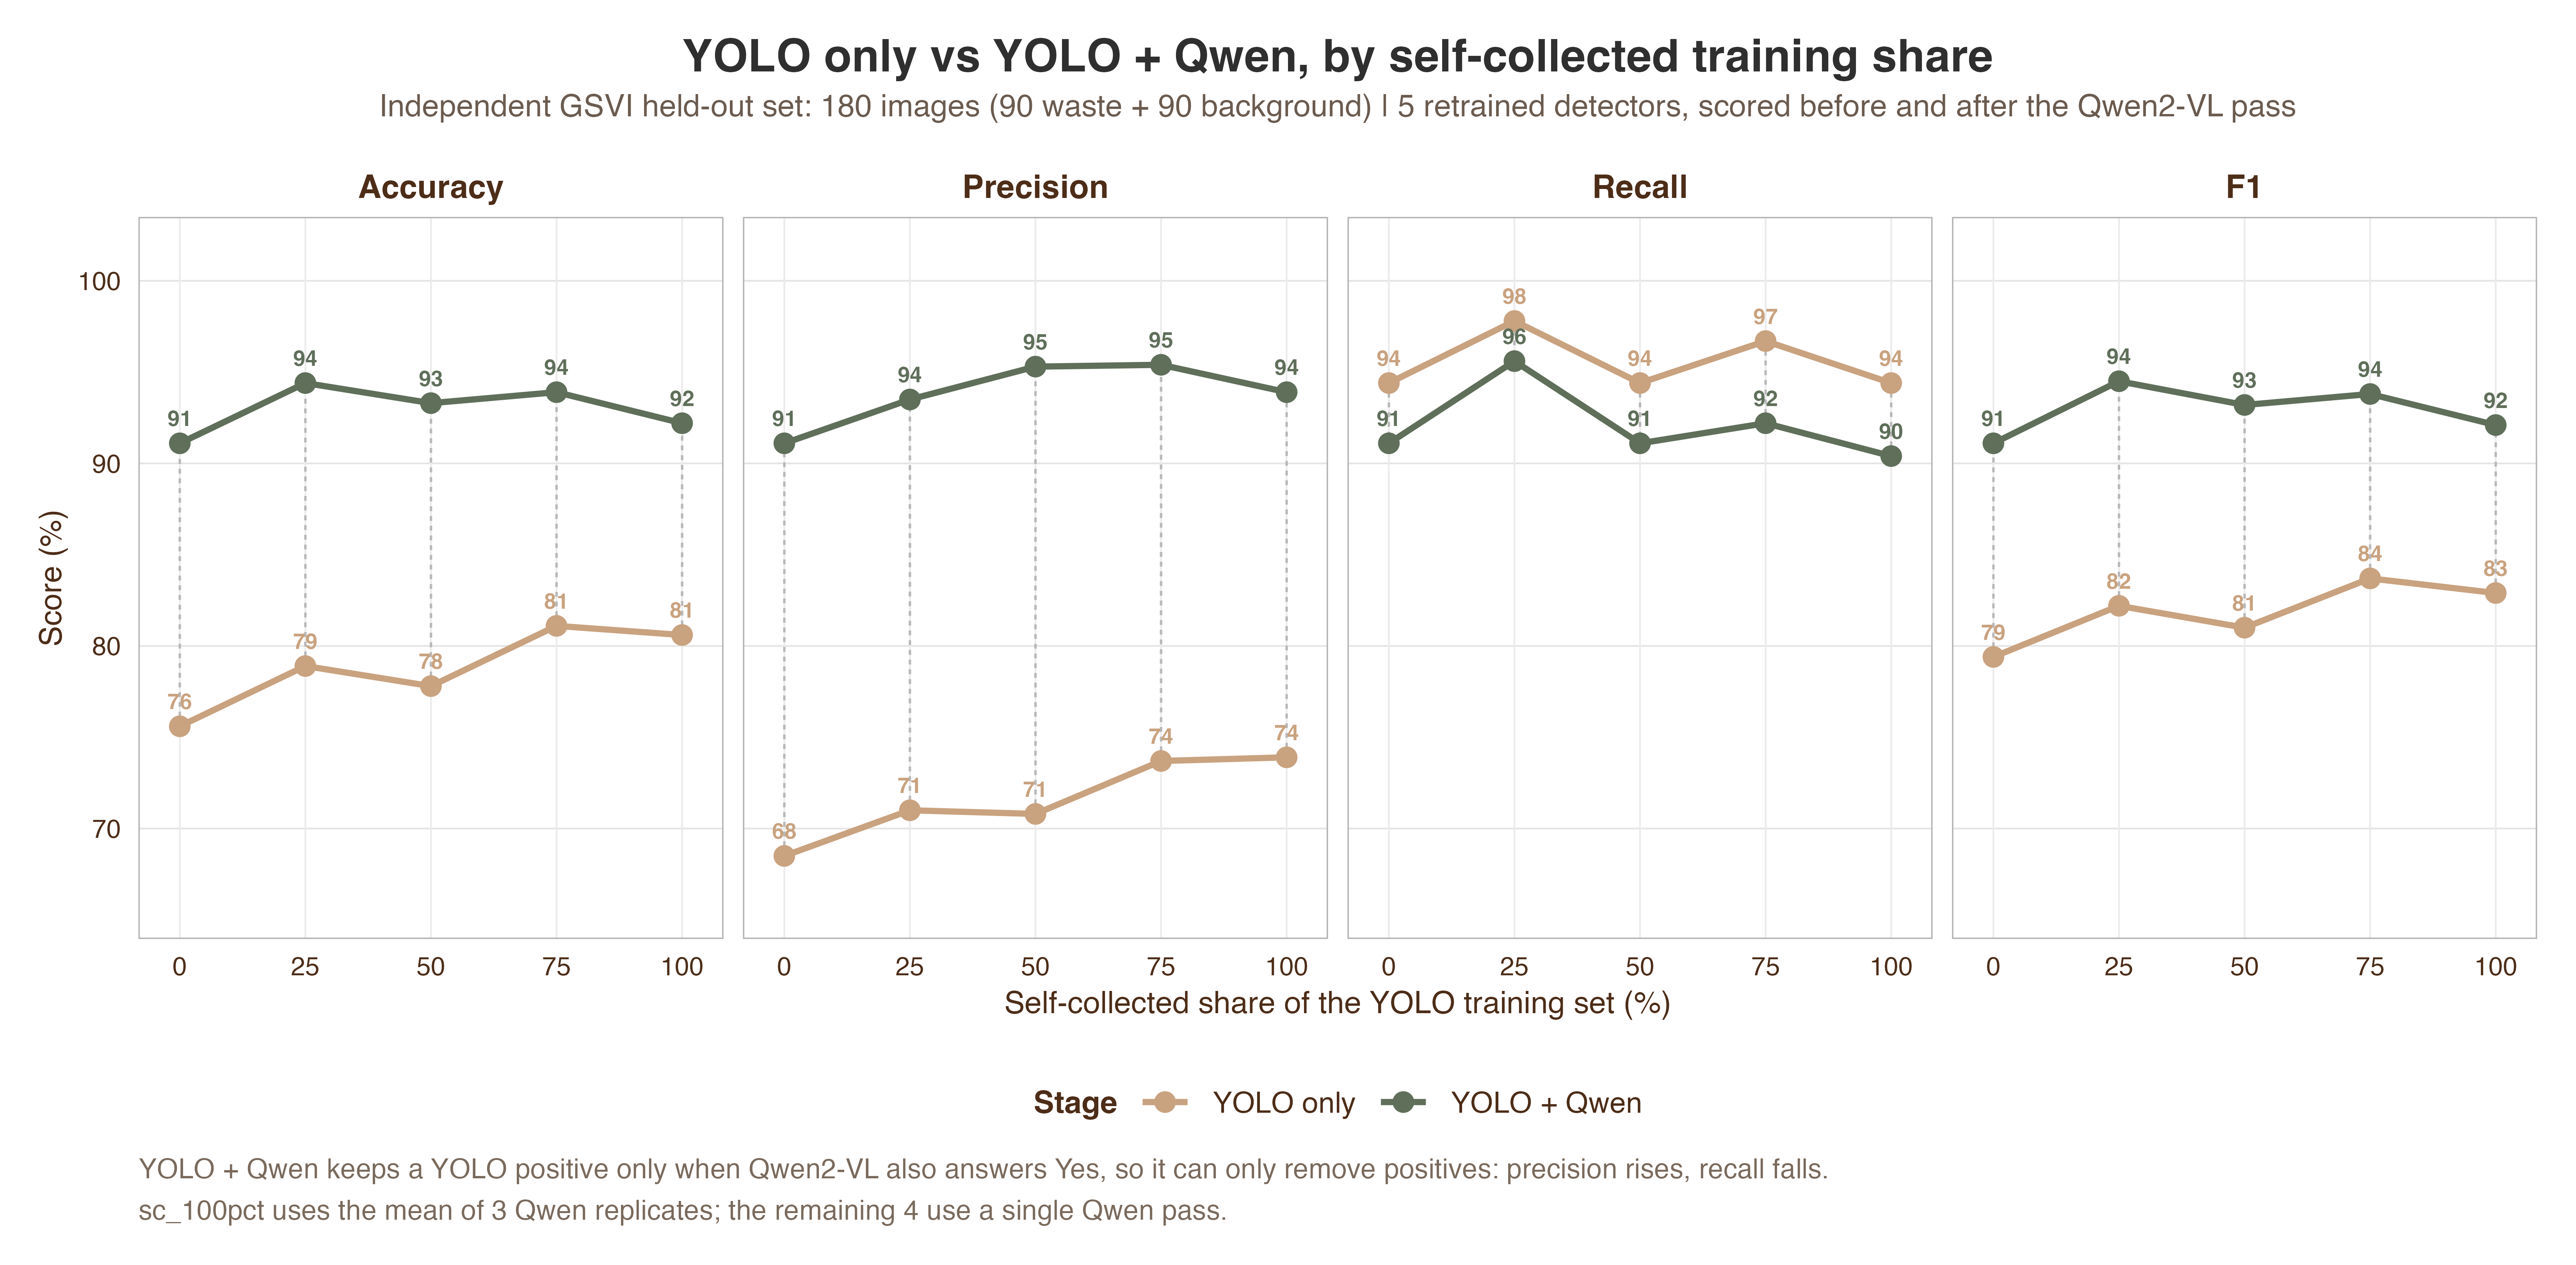 YOLO only vs YOLO + Qwen, by self-collected training share
Independent GSVI held-out set: 180 images (90 waste + 90 background) | 5 retrained detectors, scored before and after the Qwen2-VL pass
Accuracy
Precision
Recall
F1
Score (%)
100
90
80
70
91
94
93
94
92
76
79
78
81
81
91
94
95
95
94
68
71
71
74
74
94
98
94
97
94
91
96
91
92
90
91
94
93
94
92
79
82
81
84
83
0 25 50 75 100
0 25 50 75 100
0 25 50 75 100
0 25 50 75 100
Self-collected share of the YOLO training set (%)
Stage YOLO only YOLO + Qwen
YOLO + Qwen keeps a YOLO positive only when Qwen2-VL also answers Yes, so it can only remove positives: precision rises, recall falls.
sc_100pct uses the mean of 3 Qwen replicates; the remaining 4 use a single Qwen pass.